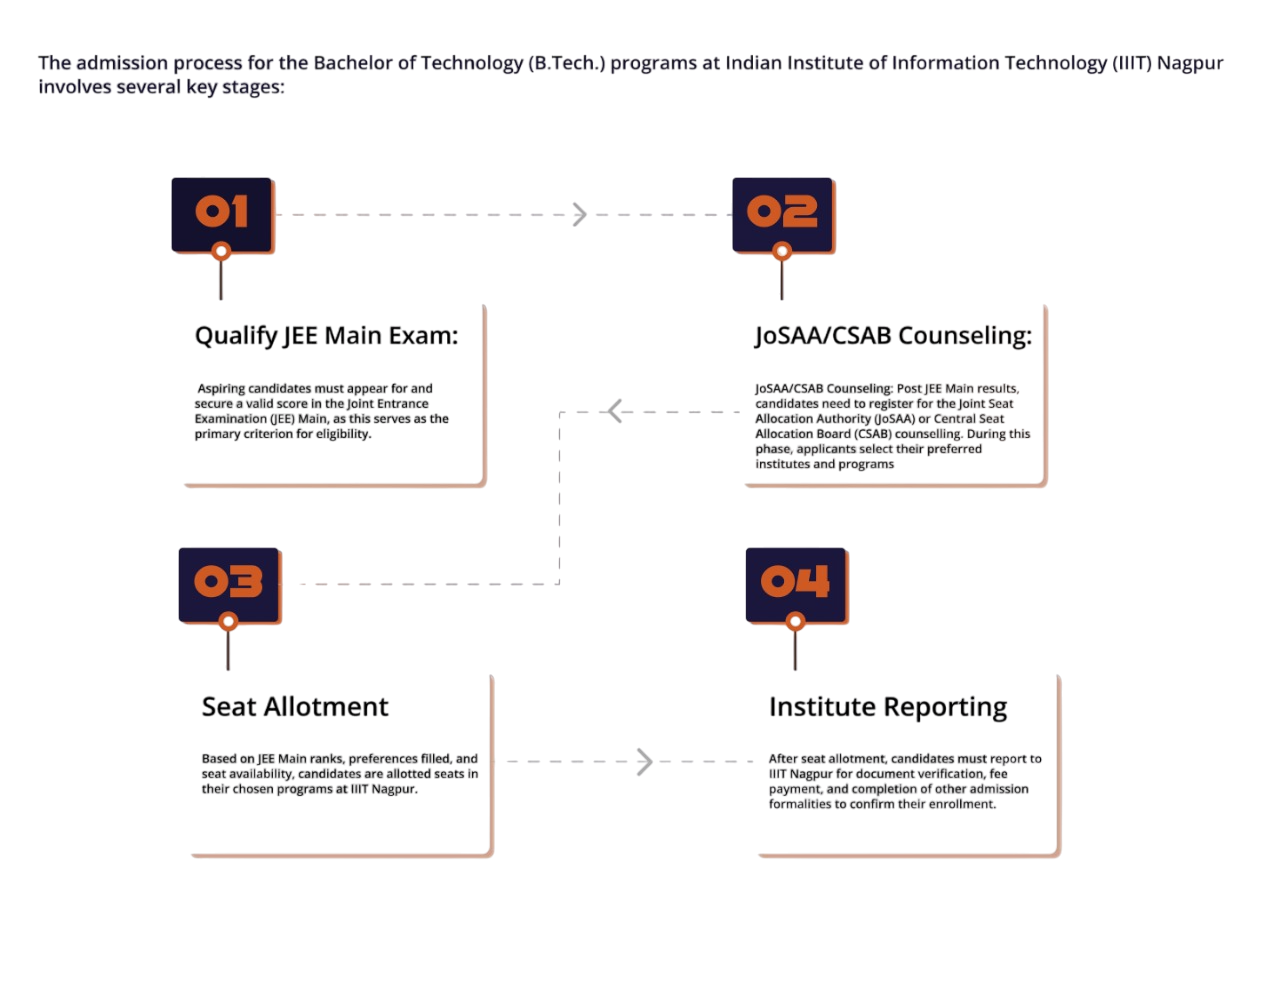 The admission process for the Bachelor of Technology (B.Tech.) programs at Indian Institute of Information Technology (IIIT) Nagpur
involves several key stages:
01
Qualify JEE Main Exam:
Aspiring candidates must appear for and
secure a valid score in the Joint Entrance
Examination (JEE) Main, as this serves as the
primary criterion for eligibility.
02
JoSAA/CSAB Counseling:
JoSAA/CSAB Counseling: Post JEE Main results,
candidates need to register for the Joint Seat
Allocation Authority (JoSAA) or Central Seat
Allocation Board (CSAB) counselling. During this
phase, applicants select their preferred
institutes and programs
03
Seat Allotment
Based on JEE Main ranks, preferences filled, and
seat availability, candidates are allotted seats in
their chosen programs at IIIT Nagpur.
04
Institute Reporting
After seat allotment, candidates must report to
IIIT Nagpur for document verification, fee
payment, and completion of other admission
formalities to confirm their enrollment.